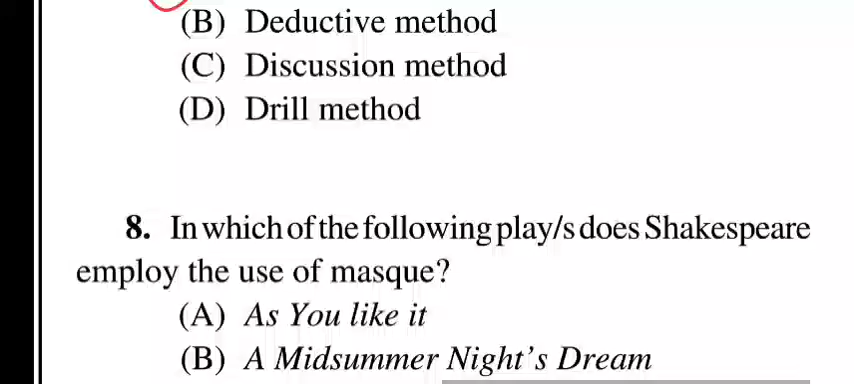 (B) Deductive method
(C) Discussion method
(D) Drill method
8. In which of the following play/s does Shakespeare
employ the use of masque?
(A) As You like it
(B) A Midsummer Night's Dream